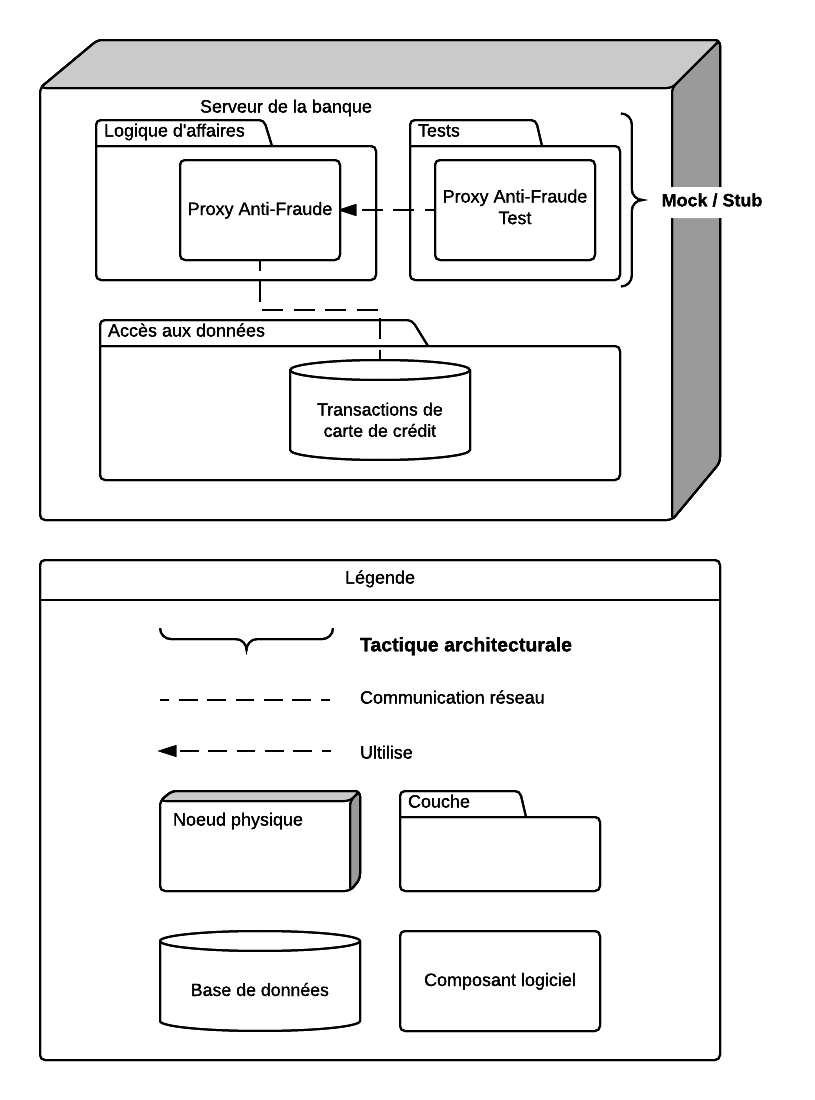 Serveur de la banque
Logique d'affaires
Tests
Proxy Anti-Fraude
Proxy Anti-Fraude
Test
Mock / Stub
Accès aux données
Transactions de
carte de crédit
Légende
Tactique architecturale
Communication réseau
Ultilise
Noeud physique
Couche
Base de données
Composant logiciel